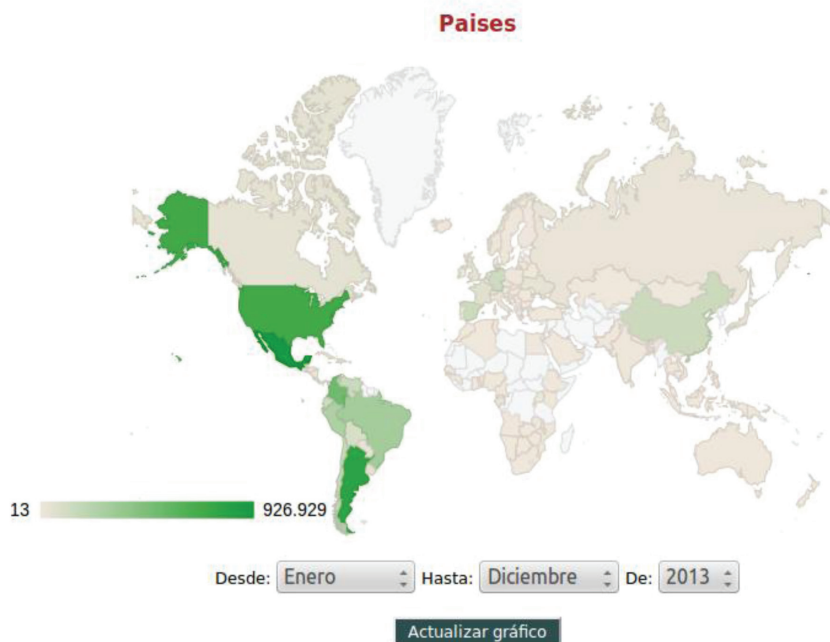 Paises
13 926.929
Desde: Enero Hasta: Diciembre De: 2013
Actualizar gráfico